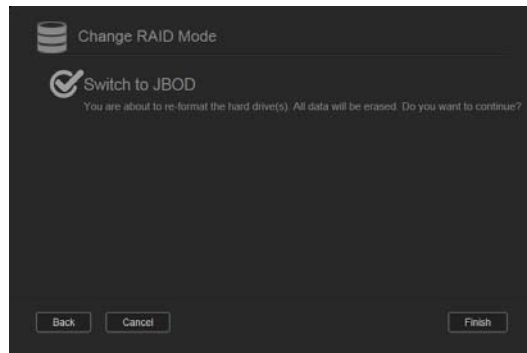 Change RAID Mode
Switch to JBOD
You are about to re-format the hard drive(s). All data will be erased. Do you want to continue?
Back Cancel Finish